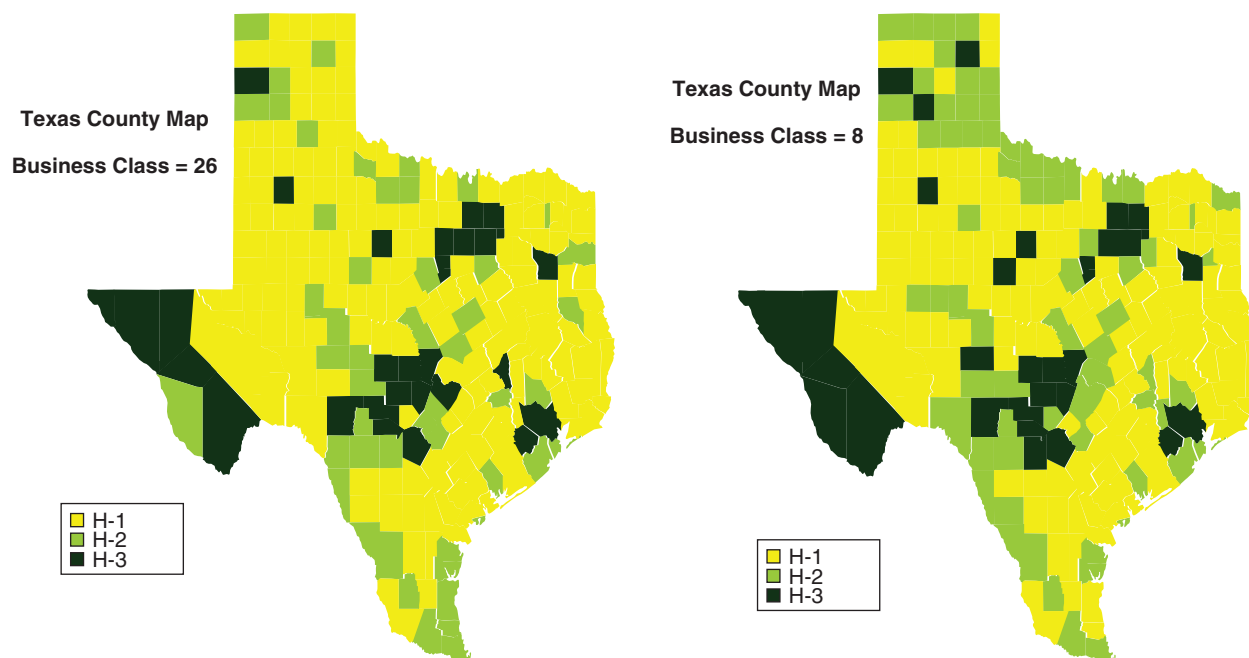 Texas County Map
Business Class = 26
H-1
H-2
H-3
Texas County Map
Business Class = 8
H-1
H-2
H-3